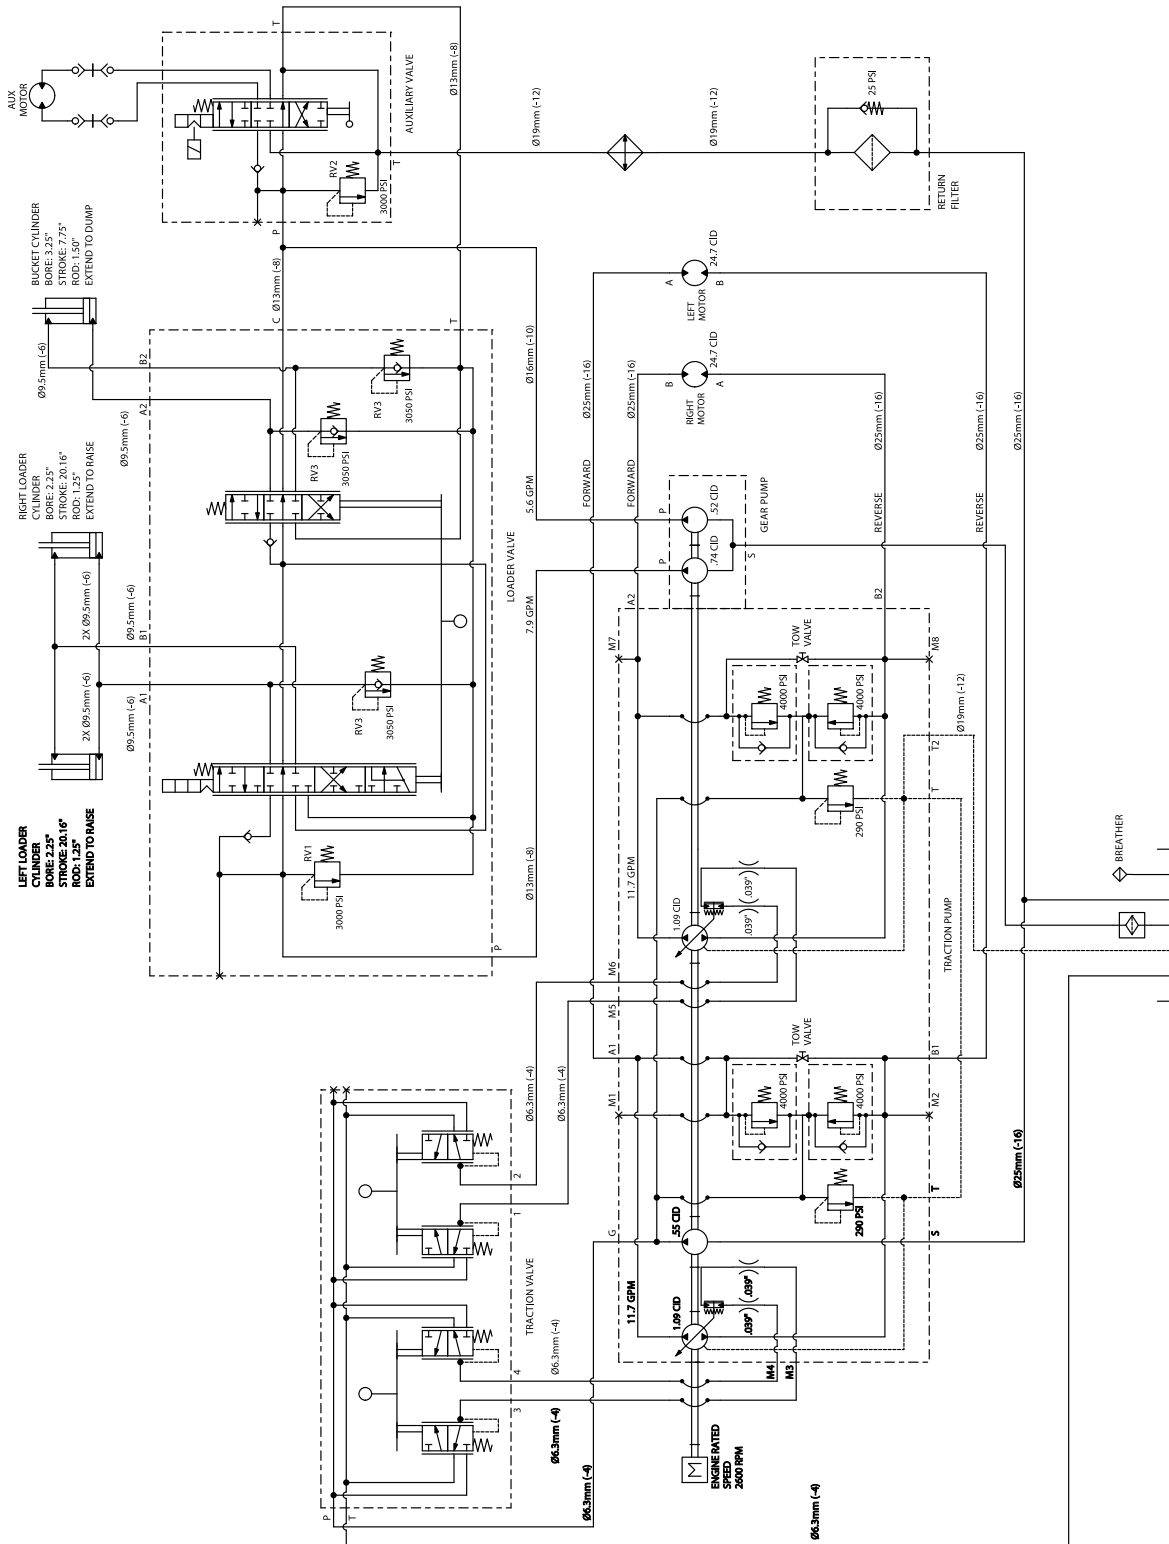 AUX
MOTOR
T
Ø13mm (-8)
AUXILIARY VALVE
RV2
3000 PSI
T
P
Ø19mm (-12)
Ø19mm (-12)
25 PSI
RETURN
FILTER
BUCKET CYLINDER
BORE: 3.25"
STROKE: 7.75"
ROD: 1.50"
EXTEND TO DUMP
Ø9.5mm (-6)
B2
A2
Ø9.5mm (-6)
C
Ø13mm (-8)
T
RV3
3050 PSI
RV3
3050 PSI
Ø16mm (-10)
5.6 GPM
RIGHT LOADER
CYLINDER
BORE: 2.25"
STROKE: 20.16"
ROD: 1.25"
EXTEND TO RAISE
2X Ø9.5mm (-6)
2X Ø9.5mm (-6)
Ø9.5mm (-6)
B1
A1
Ø9.5mm (-6)
LOADER VALVE
RV3
3050 PSI
7.9 GPM
LEFT LOADER
CYLINDER
BORE: 2.25"
STROKE: 20.16"
ROD: 1.25"
EXTEND TO RAISE
RV1
3000 PSI
P
Ø13mm (-8)
A
24.7 CID
LEFT
MOTOR
B
B
24.7 CID
RIGHT
MOTOR
A
Ø25mm (-16)
Ø25mm (-16)
FORWARD
FORWARD
Ø25mm (-16)
Ø25mm (-16)
Ø25mm (-16)
REVERSE
REVERSE
P
P
.52 CID
.74 CID
S
GEAR PUMP
A2
B2
M7
TOW
VALVE
M8
4000 PSI
4000 PSI
T2
Ø19mm (-12)
T
290 PSI
11.7 GPM
1.09 CID
.039"
.039"
TRACTION PUMP
BREATHER
M6
M5
A1
TOW
VALVE
B1
M1
4000 PSI
4000 PSI
M2
Ø6.3mm (-4)
Ø6.3mm (-4)
2
1
TRACTION VALVE
4
3
Ø6.3mm (-4)
Ø6.3mm (-4)
Ø6.3mm (-4)
P
T
G
.55 CID
290 PSI
T
S
Ø25mm (-16)
11.7 GPM
1.09 CID
.039"
.039"
M4
M3
M
ENGINE RATED
SPEED
2600 RPM
Ø6.3mm (-4)